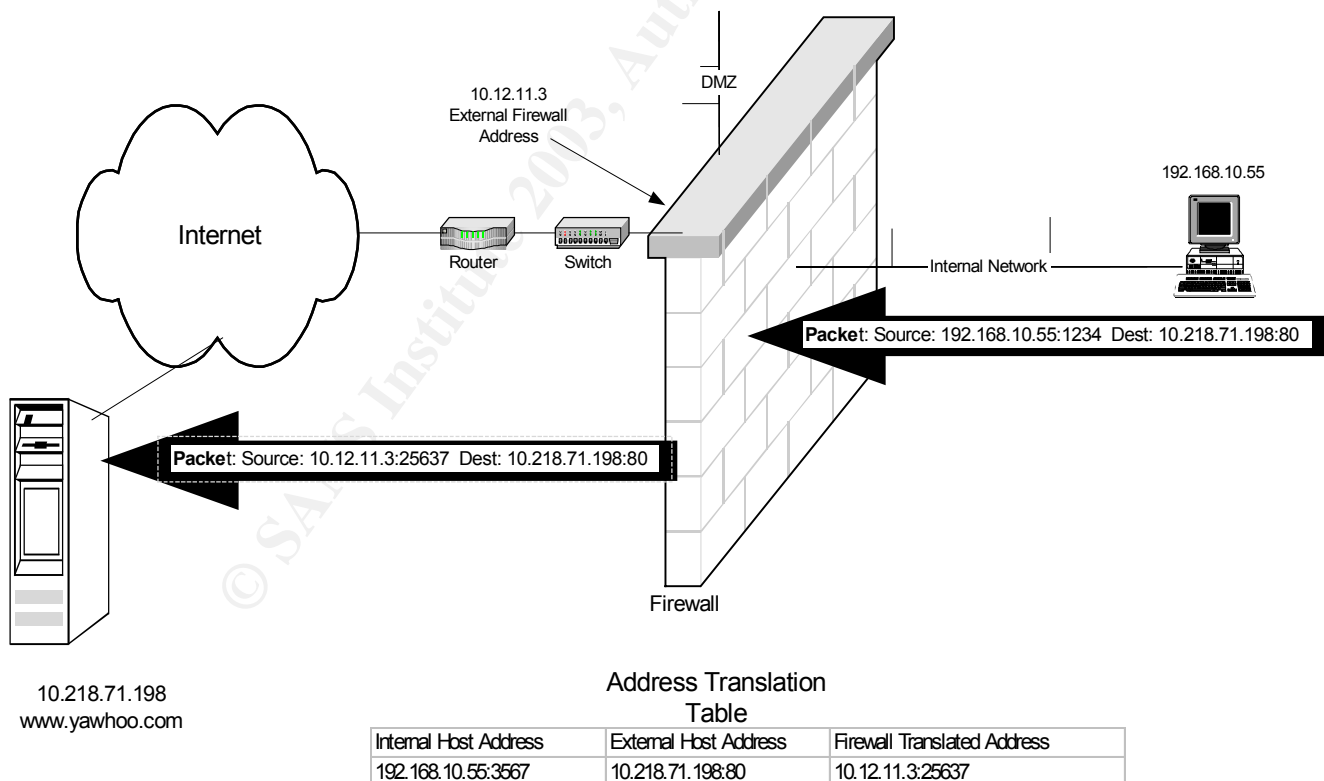 © SANS Institute 2003, Aut
DMZ
10.12.11.3
External Firewall
Address
192.168.10.55
Internet
Router
Switch
Internal Network
Packet: Source: 192.168.10.55:1234 Dest: 10.218.71.198:80
Packet: Source: 10.12.11.3:25637 Dest: 10.218.71.198:80
Firewall
10.218.71.198
www.yawhoo.com
Address Translation
Table
Internal Host Address External Host Address Firewall Translated Address
192.168.10.55:3567 10.218.71.198:80 10.12.11.3:25637